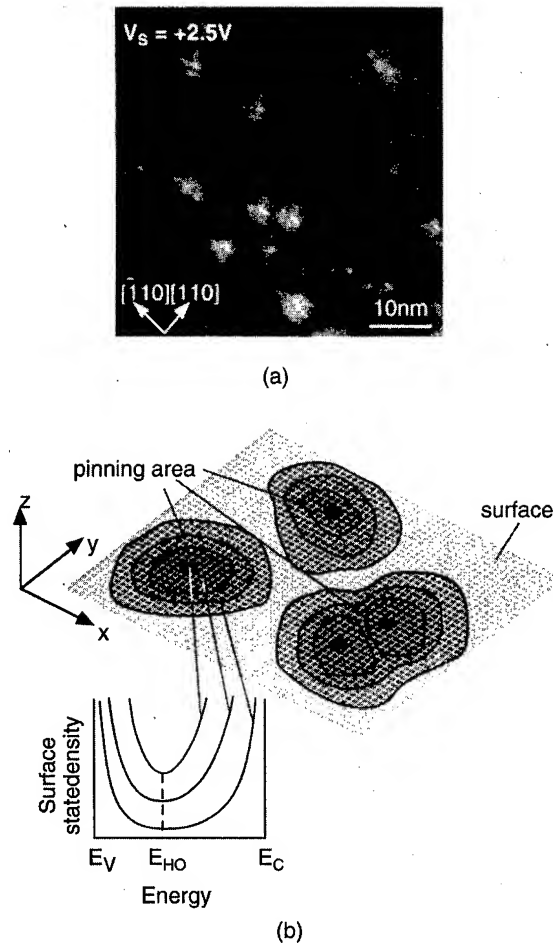 V_S = +2.5V
[1̄10][110]
10nm
(a)
pinning area
surface
z
y
x
Surface
statedensity
E_V
E_HO
E_C
Energy
(b)